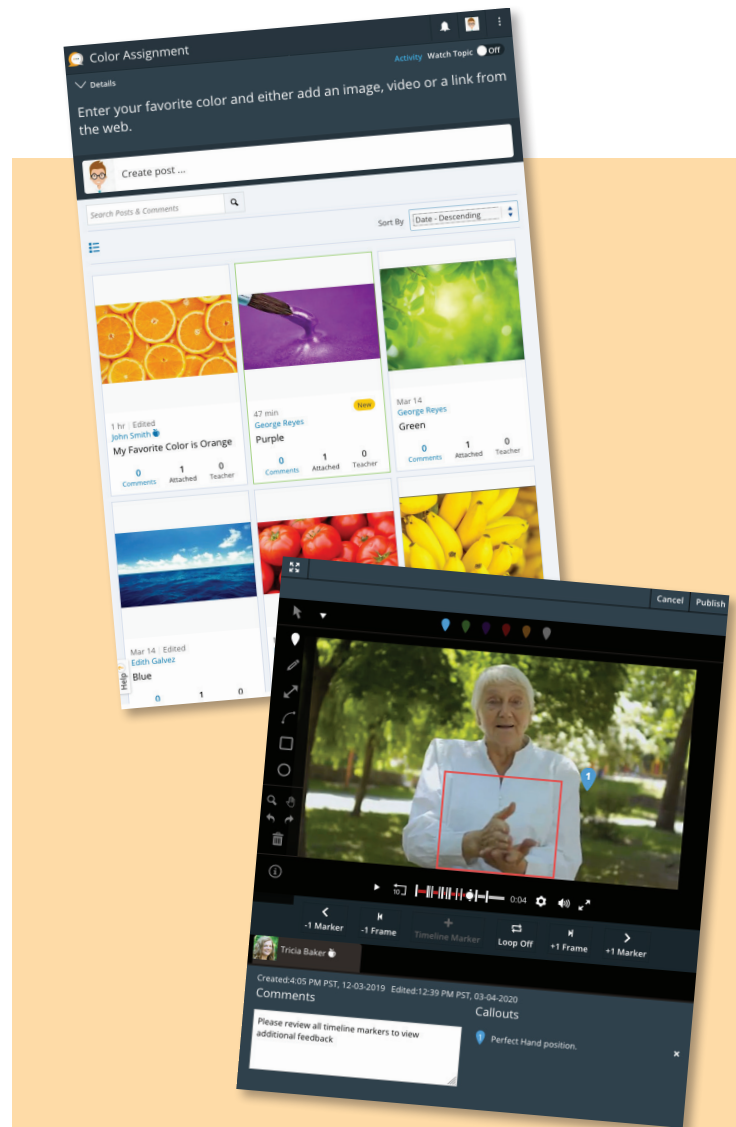 Color Assignment
Activity Watch Topic Off
Details
Enter your favorite color and either add an image, video or a link from
the web.
Create post ...
Search Posts & Comments
Sort By Date - Descending
1 hr | Edited
John Smith
My Favorite Color is Orange
0 1 0
Comments Attached Teacher
47 min New
George Reyes
Purple
0 1 0
Comments Attached Teacher
Mar 14
George Reyes
Green
0 1 0
Comments Attached Teacher
Mar 14 | Edited
Edith Galvez
Blue
0 1 0
Help
Cancel Publish
1
10 0:04
-1 Marker -1 Frame Timeline Marker Loop Off +1 Frame +1 Marker
Tricia Baker
Created:4:05 PM PST, 12-03-2019 Edited:12:39 PM PST, 03-04-2020
Comments
Please review all timeline markers to view
additional feedback
Callouts
1 Perfect Hand position.